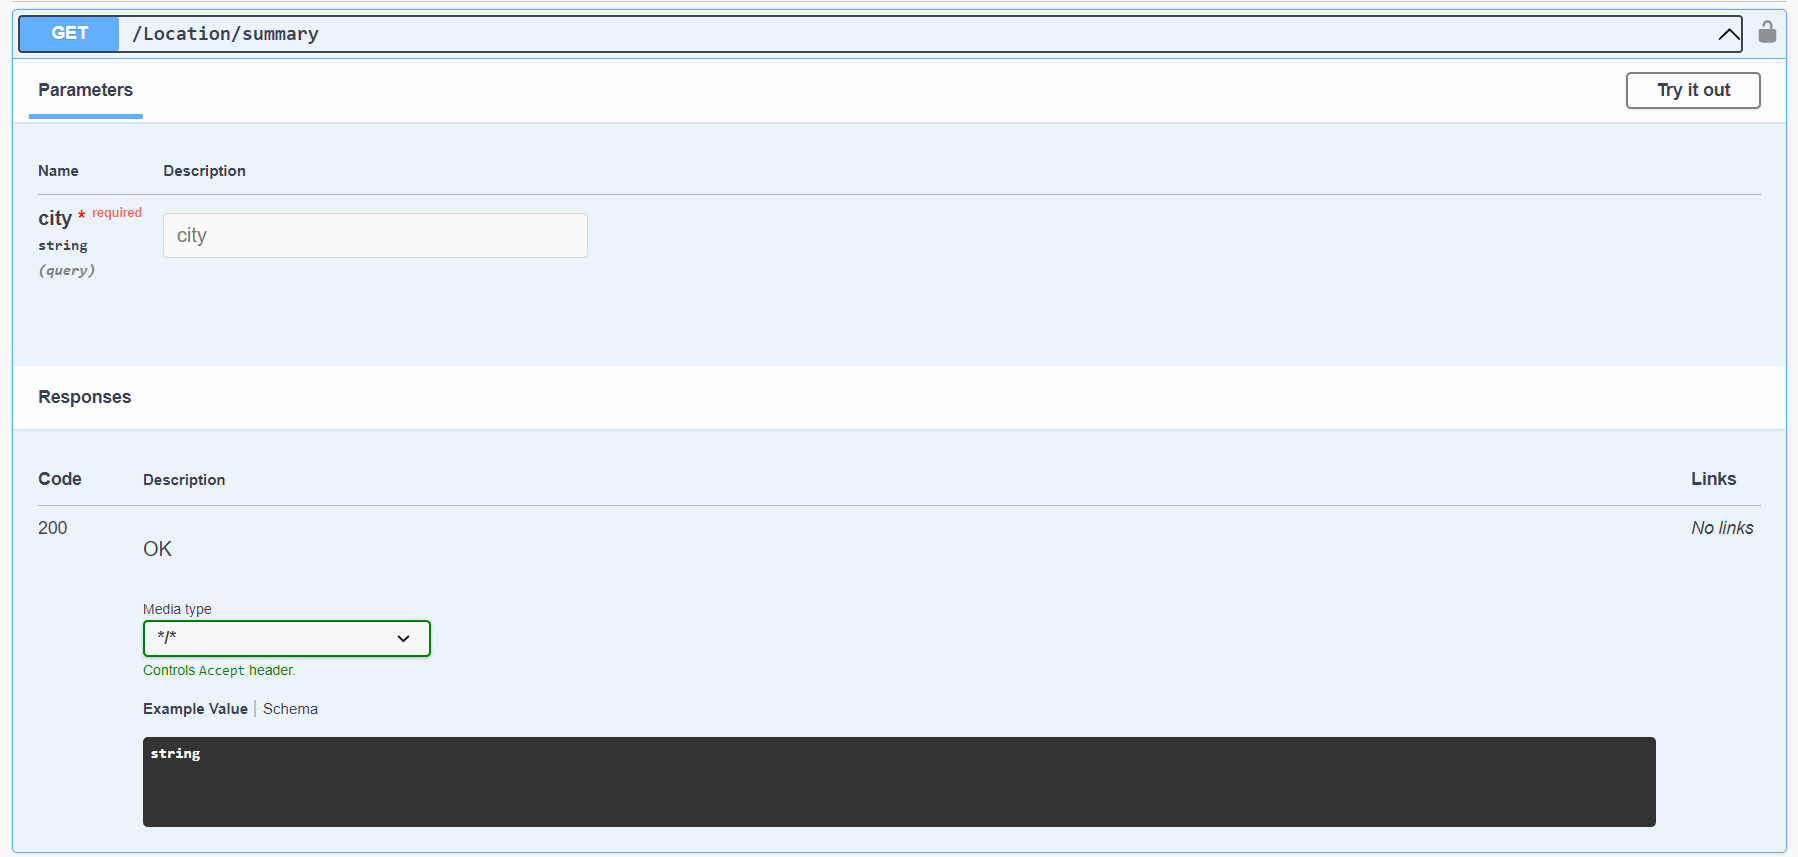 GET /Location/summary
Parameters
Try it out
Name Description
city * required
string
(query)
city
Responses
Code Description Links
200
OK
No links
Media type
*/*
Controls Accept header.
Example Value | Schema
string